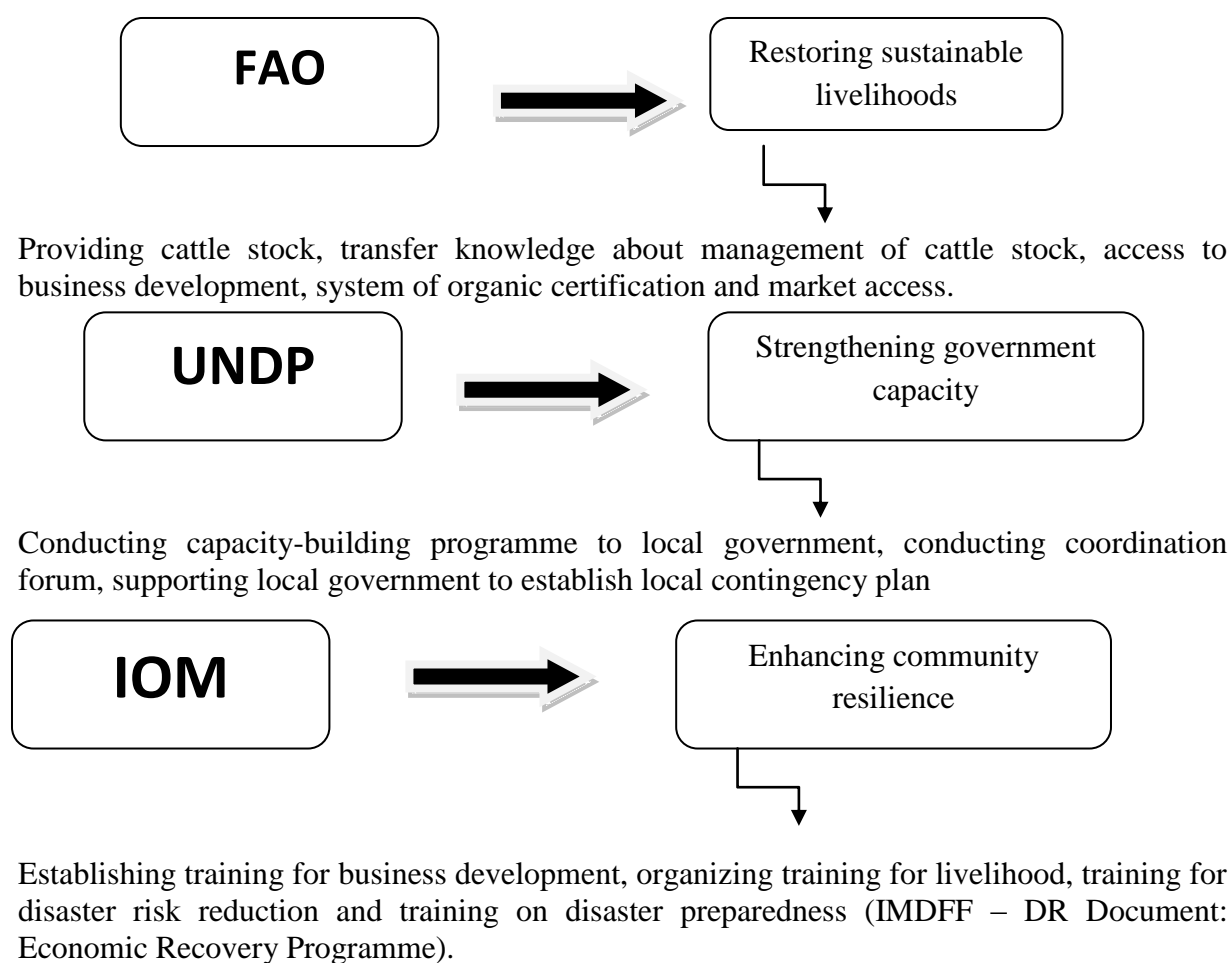 FAO
Restoring sustainable
livelihoods
Providing cattle stock, transfer knowledge about management of cattle stock, access to
business development, system of organic certification and market access.
UNDP
Strengthening government
capacity
Conducting capacity-building programme to local government, conducting coordination
forum, supporting local government to establish local contingency plan
IOM
Enhancing community
resilience
Establishing training for business development, organizing training for livelihood, training for
disaster risk reduction and training on disaster preparedness (IMDFF – DR Document:
Economic Recovery Programme).